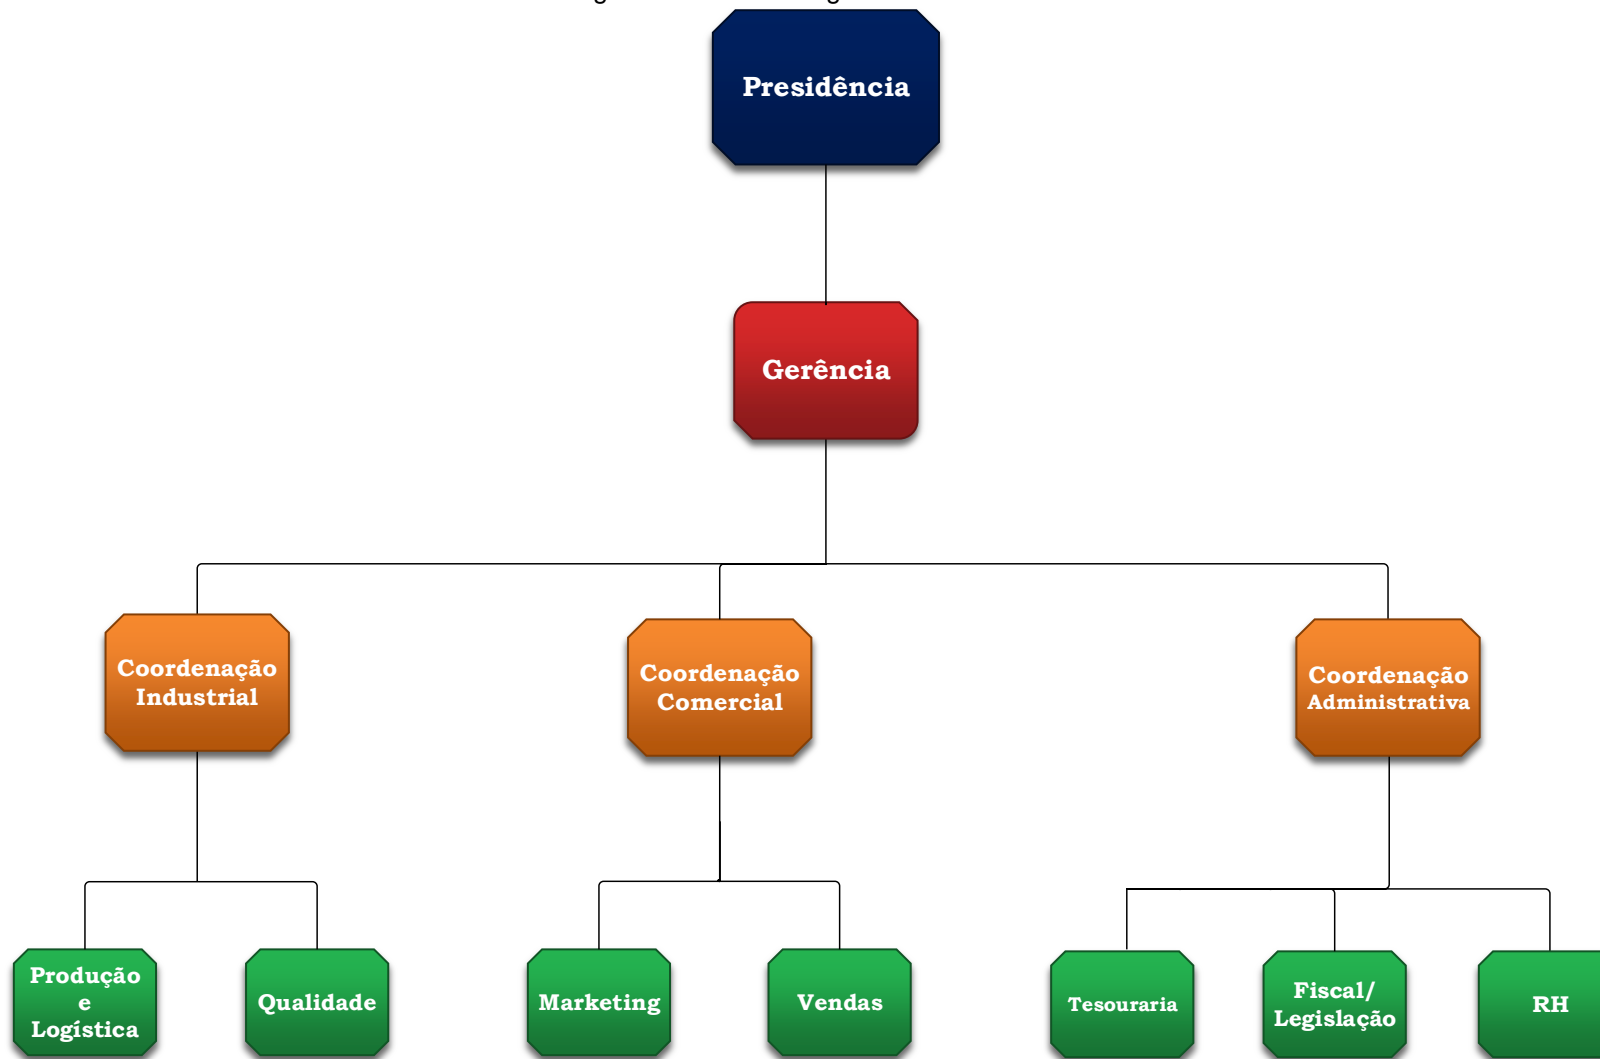 Presidência
Gerência
Coordenação
Industrial
Coordenação
Comercial
Coordenação
Administrativa
Produção
e
Logística
Qualidade
Marketing
Vendas
Tesouraria
Fiscal/
Legislação
RH